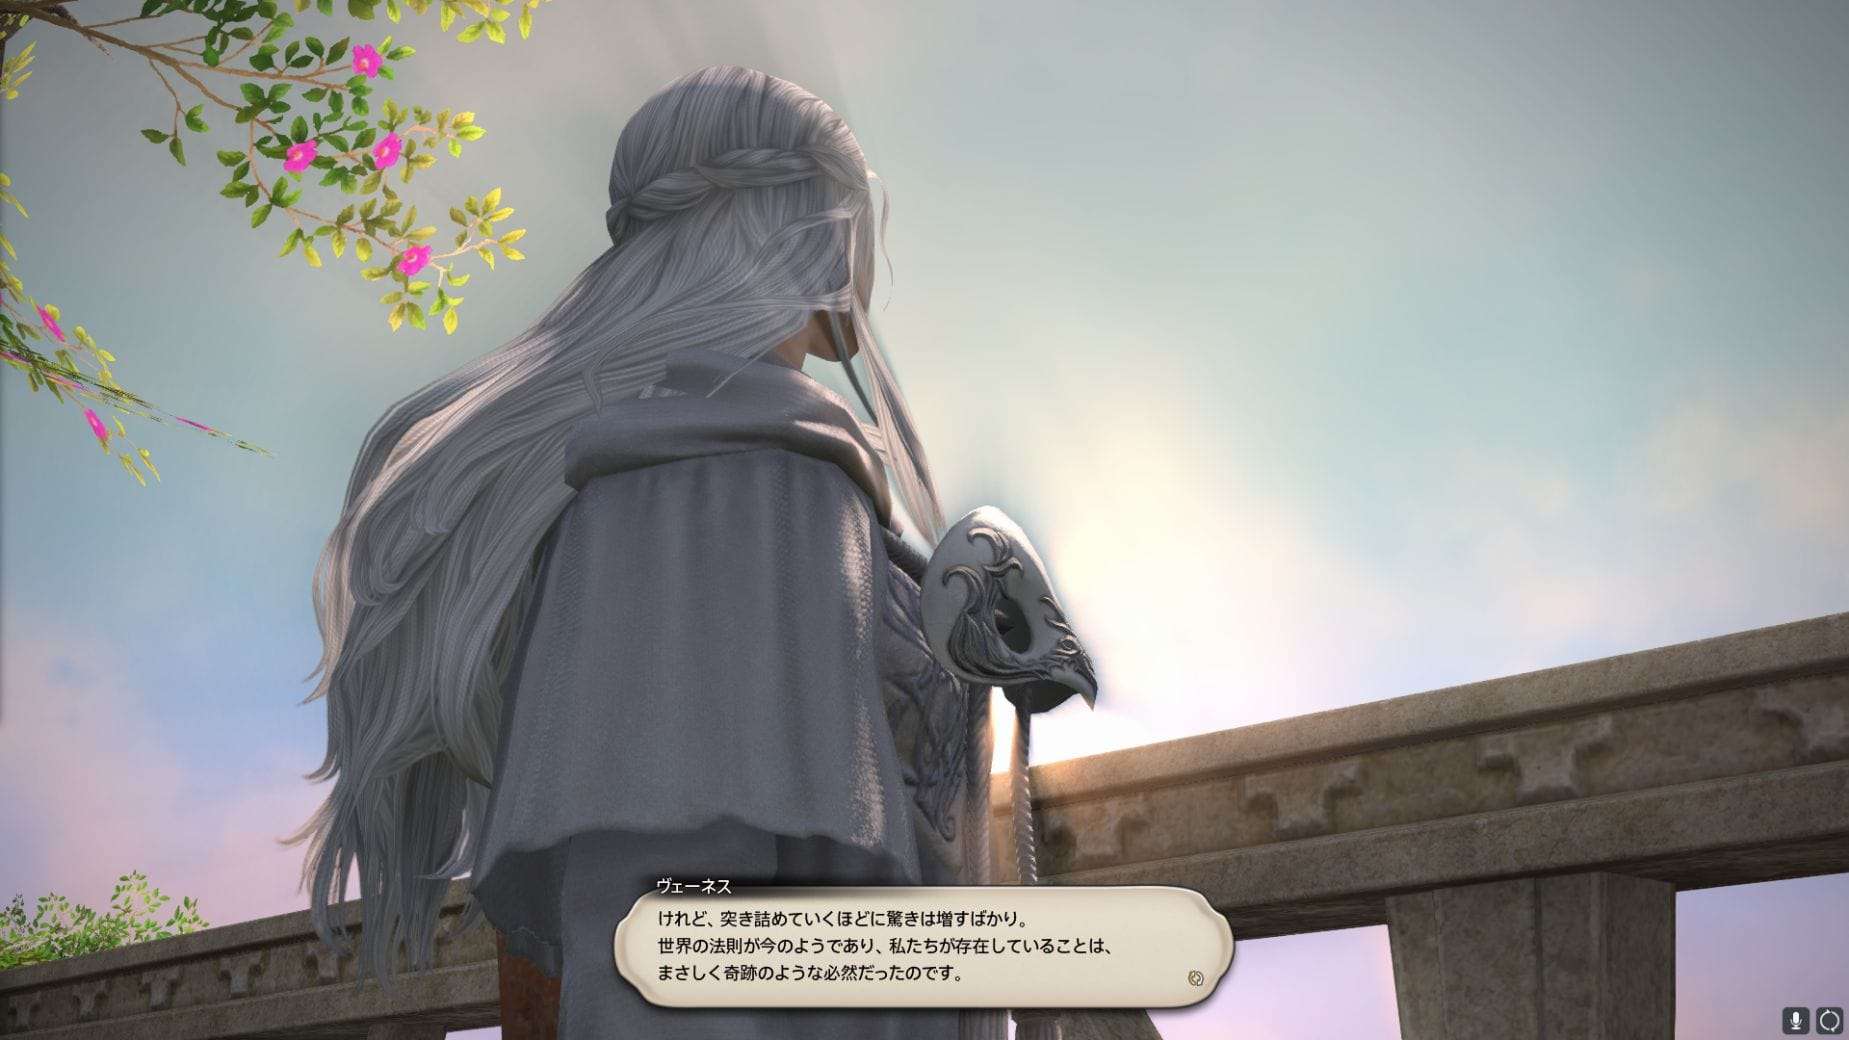 ヴェーネス
けれど、突き詰めていくほどに驚きは増すばかり。
世界の法則が今のようであり、私たちが存在していることは、
まさしく奇跡のような必然だったのです。